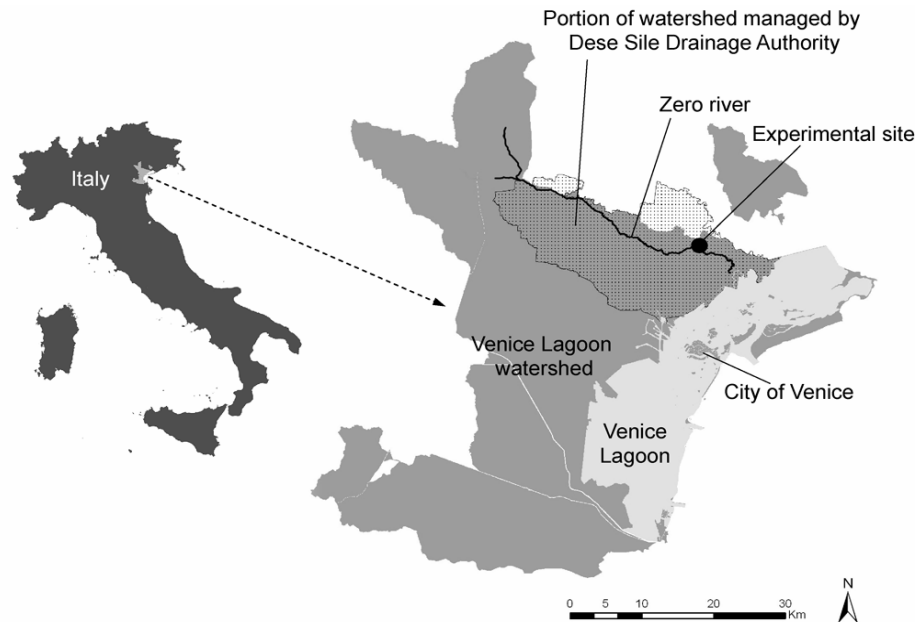 Portion of watershed managed by
Dese Sile Drainage Authority
Zero river
Experimental site
Italy
Venice Lagoon
watershed
City of Venice
Venice
Lagoon
N
0 5 10 20 30
Km